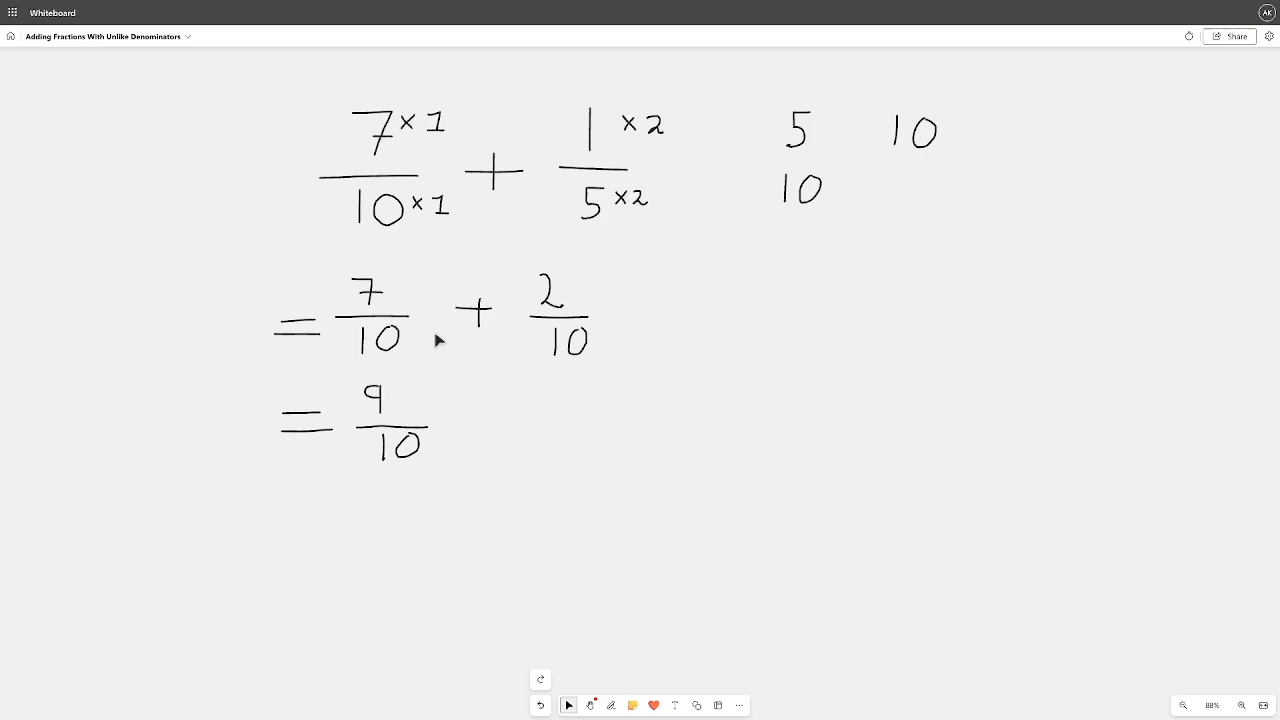 Whiteboard
AK
Adding Fractions With Unlike Denominators
Share
7 × 1 1 × 2 5 10
+
10 × 1 5 × 2 10
7 2
= +
10 10
9
=
10
88%